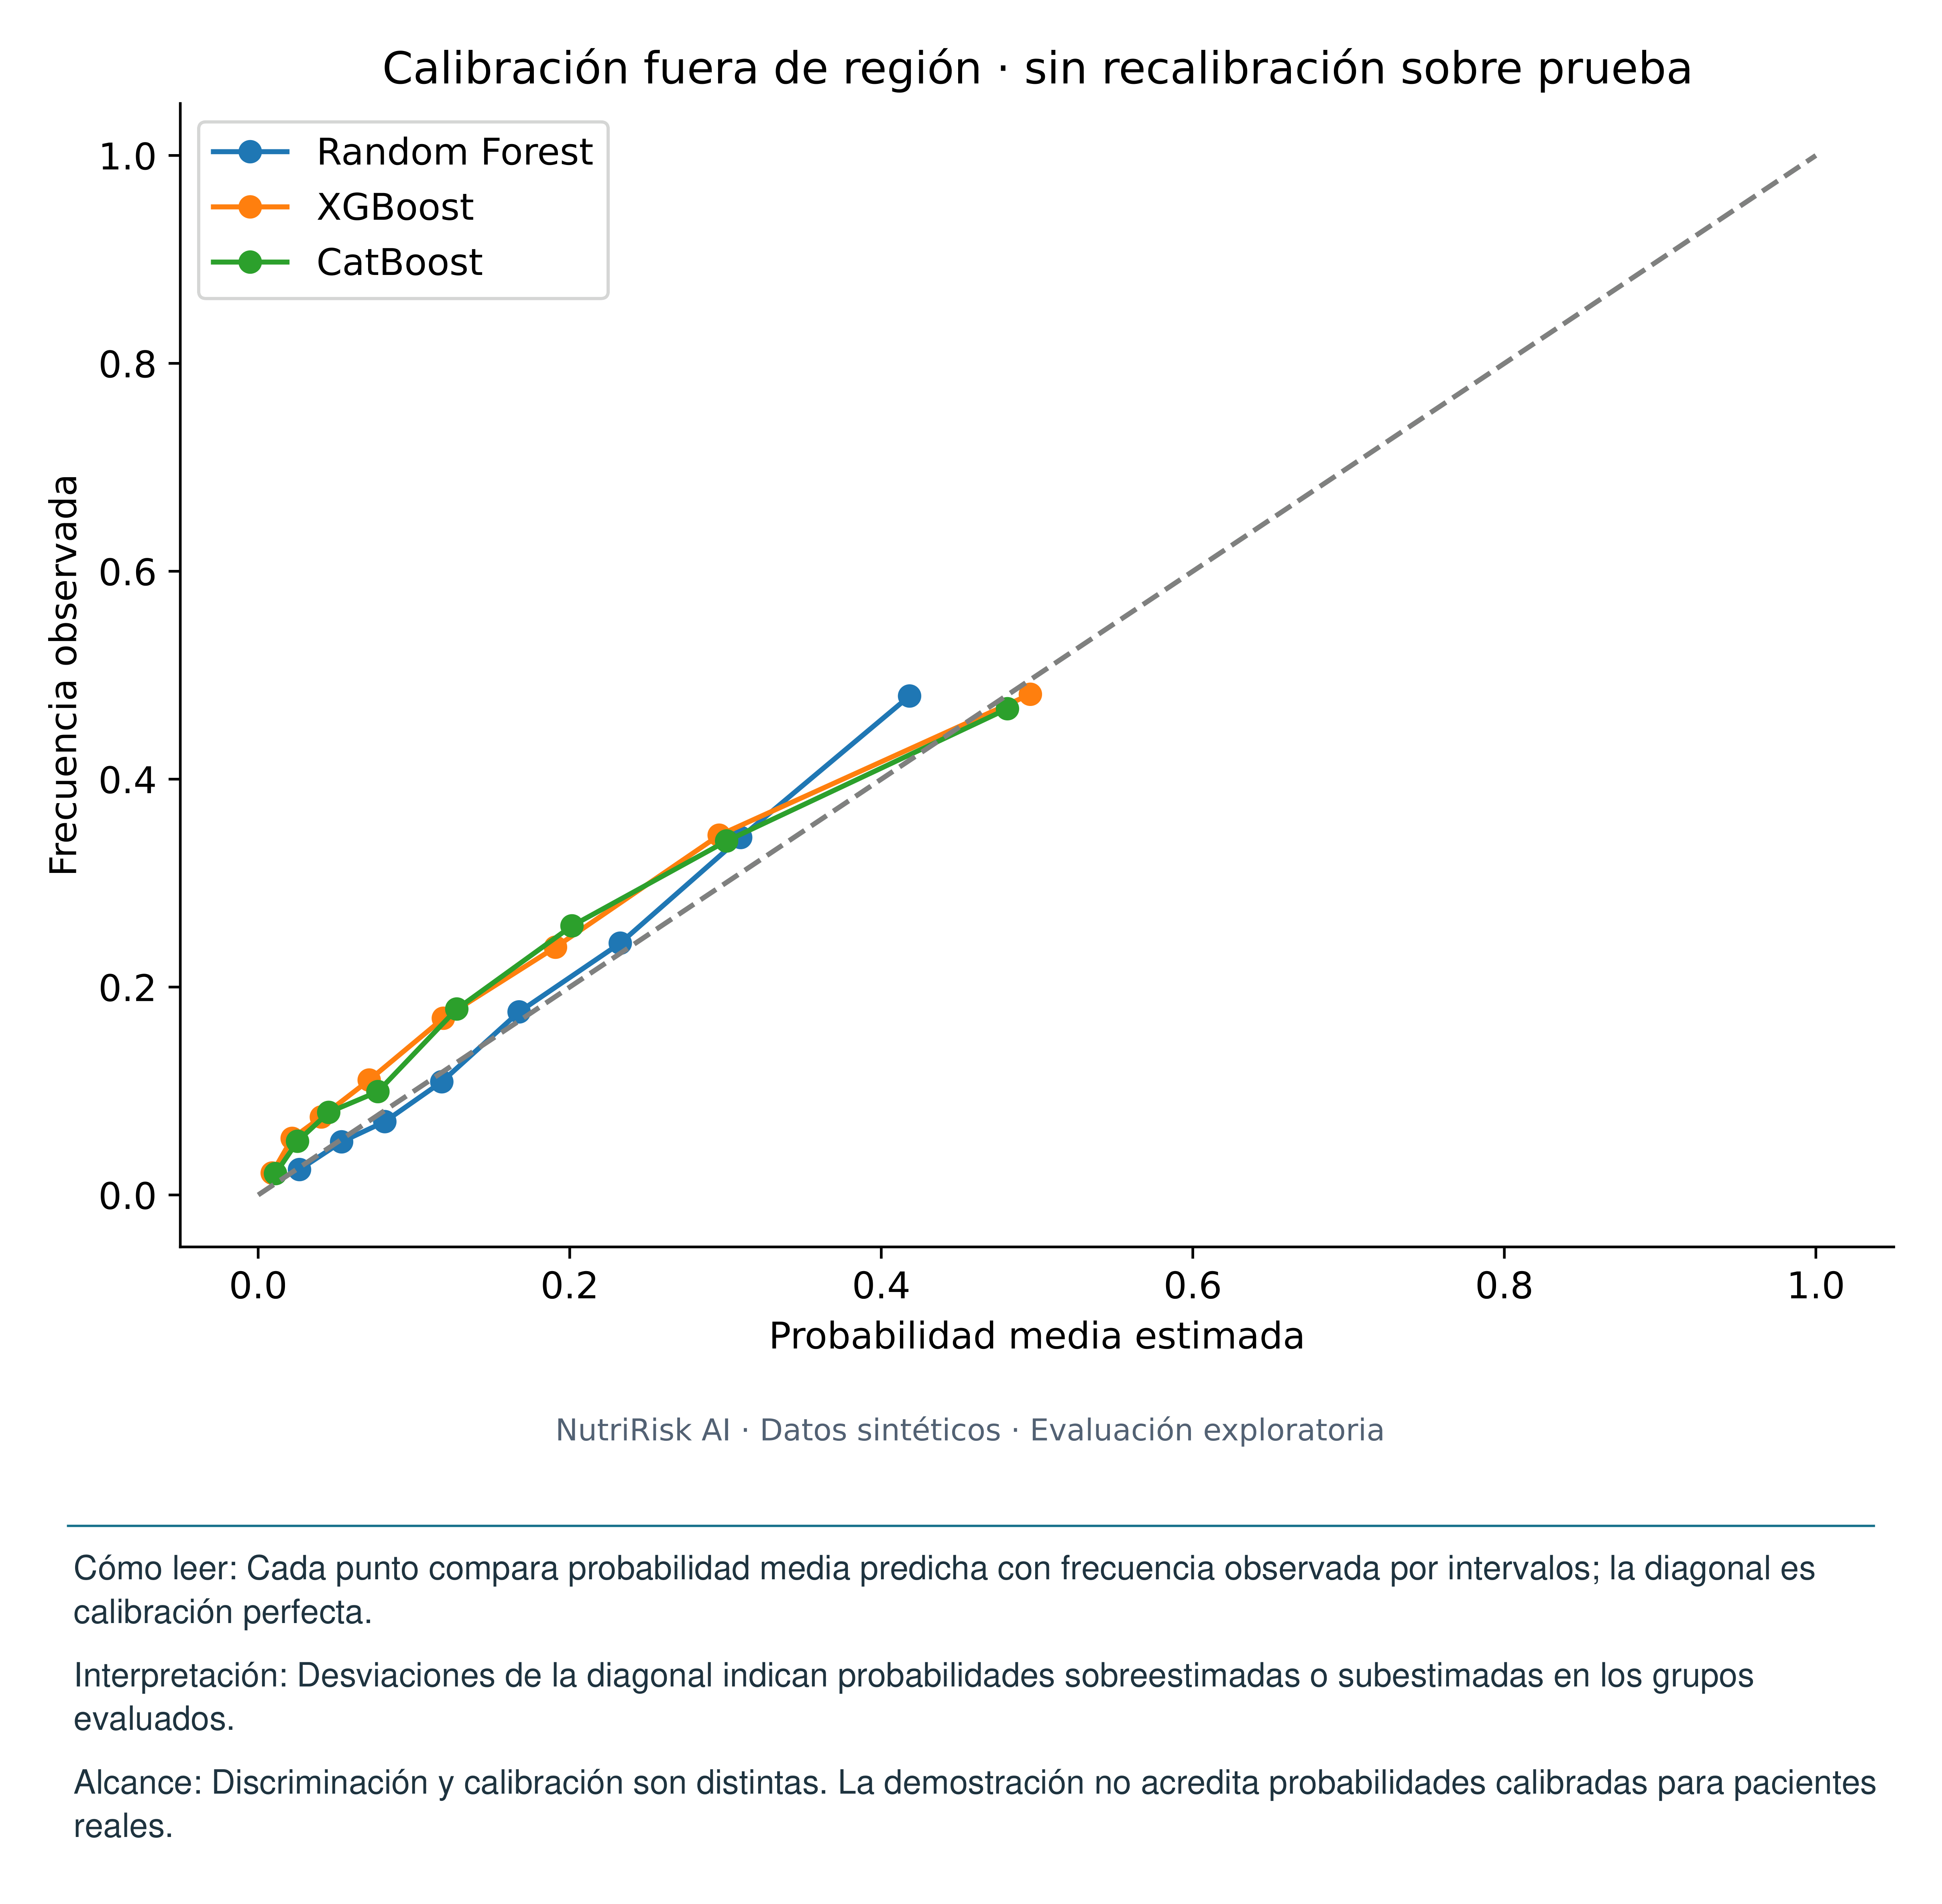 Calibración fuera de región · sin recalibración sobre prueba
Random Forest
XGBoost
CatBoost
1.0
0.8
0.6
0.4
0.2
0.0
Frecuencia observada
0.0 0.2 0.4 0.6 0.8 1.0
Probabilidad media estimada
NutriRisk AI · Datos sintéticos · Evaluación exploratoria
Cómo leer: Cada punto compara probabilidad media predicha con frecuencia observada por intervalos; la diagonal es
calibración perfecta.
Interpretación: Desviaciones de la diagonal indican probabilidades sobreestimadas o subestimadas en los grupos
evaluados.
Alcance: Discriminación y calibración son distintas. La demostración no acredita probabilidades calibradas para pacientes
reales.